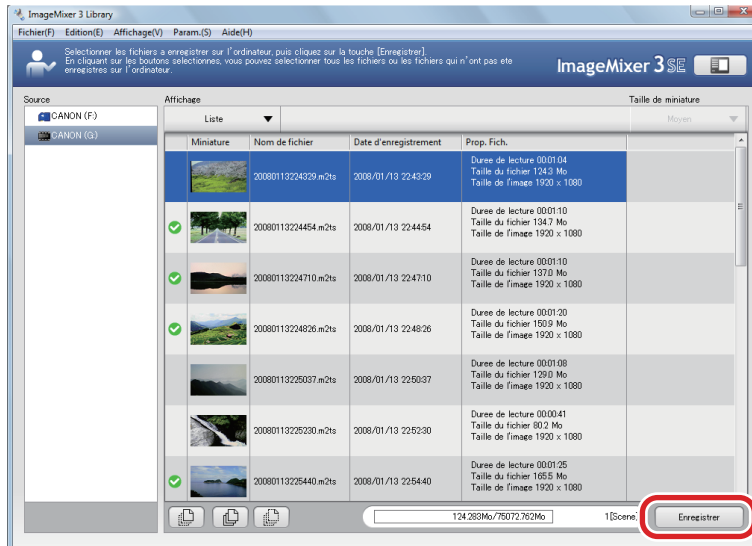 ImageMixer 3 Library
Fichier(F) Edition(E) Affichage(V) Param.(S) Aide(H)
Selectionner les fichiers a enregistrer sur l'ordinateur, puis cliquez sur la touche [Enregistrer].
En cliquant sur les boutons selectionnes, vous pouvez selectionner tous les fichiers ou les fichiers qui n'ont pas ete
enregistres sur l'ordinateur.
ImageMixer 3 SE
Source Affichage Taille de miniature
CANON (F:)
CANON (G:)
Liste Moyen
Miniature Nom de fichier Date d'enregistrement Prop. Fich.
20080113224329.m2ts 2008/01/13 22:43:29
Duree de lecture 00:01:04
Taille du fichier 124.3 Mo
Taille de l'image 1920 x 1080
20080113224454.m2ts 2008/01/13 22:44:54
Duree de lecture 00:01:10
Taille du fichier 134.7 Mo
Taille de l'image 1920 x 1080
20080113224710.m2ts 2008/01/13 22:47:10
Duree de lecture 00:01:10
Taille du fichier 137.0 Mo
Taille de l'image 1920 x 1080
20080113224826.m2ts 2008/01/13 22:48:26
Duree de lecture 00:01:20
Taille du fichier 150.9 Mo
Taille de l'image 1920 x 1080
20080113225037.m2ts 2008/01/13 22:50:37
Duree de lecture 00:01:08
Taille du fichier 129.0 Mo
Taille de l'image 1920 x 1080
20080113225230.m2ts 2008/01/13 22:52:30
Duree de lecture 00:00:41
Taille du fichier 80.2 Mo
Taille de l'image 1920 x 1080
20080113225440.m2ts 2008/01/13 22:54:40
Duree de lecture 00:01:25
Taille du fichier 165.5 Mo
Taille de l'image 1920 x 1080
124.283Mo/75072.762Mo 1[Scene] Enregistrer